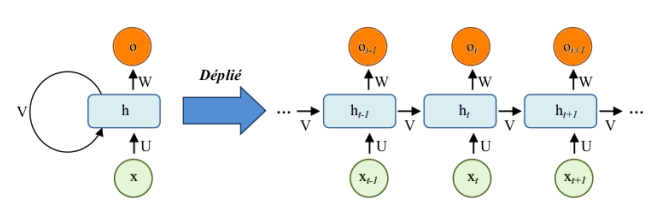 o o_{t-1} o_t o_{t+1}
W W W W
Déplié
V h ... V h_{t-1} V h_t V h_{t+1} V ...
U U U U
x x_{t-1} x_t x_{t+1}